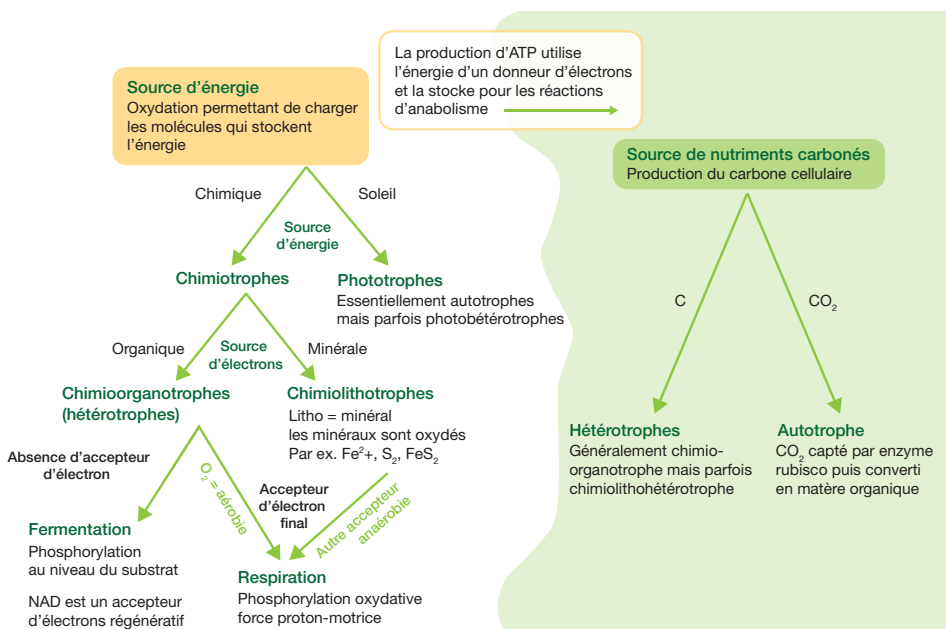 La production d'ATP utilise
l'énergie d'un donneur d'électrons
et la stocke pour les réactions
d'anabolisme
Source d'énergie
Oxydation permettant de charger
les molécules qui stockent
l'énergie
Source de nutriments carbonés
Production du carbone cellulaire
Chimique
Soleil
Source
d'énergie
Chimiotrophes
Phototrophes
Essentiellement autotrophes
mais parfois photobétérotrophes
C
CO₂
Organique
Source
d'électrons
Minérale
Chimioorganotrophes
(hétérotrophes)
Chimiolithotrophes
Litho = minéral
les minéraux sont oxydés
Par ex. Fe²+, S₂, FeS₂
Hétérotrophes
Généralement chimio-
organotrophe mais parfois
chimiolithohétérotrophe
Autotrophe
CO₂ capté par enzyme
rubisco puis converti
en matère organique
Absence d'accepteur
d'électron
O₂ = aérobie
Accepteur
d'électron
final
Autre accepteur
anaérobie
Fermentation
Phosphorylation
au niveau du substrat
NAD est un accepteur
d'électrons régénératif
Respiration
Phosphorylation oxydative
force proton-motrice